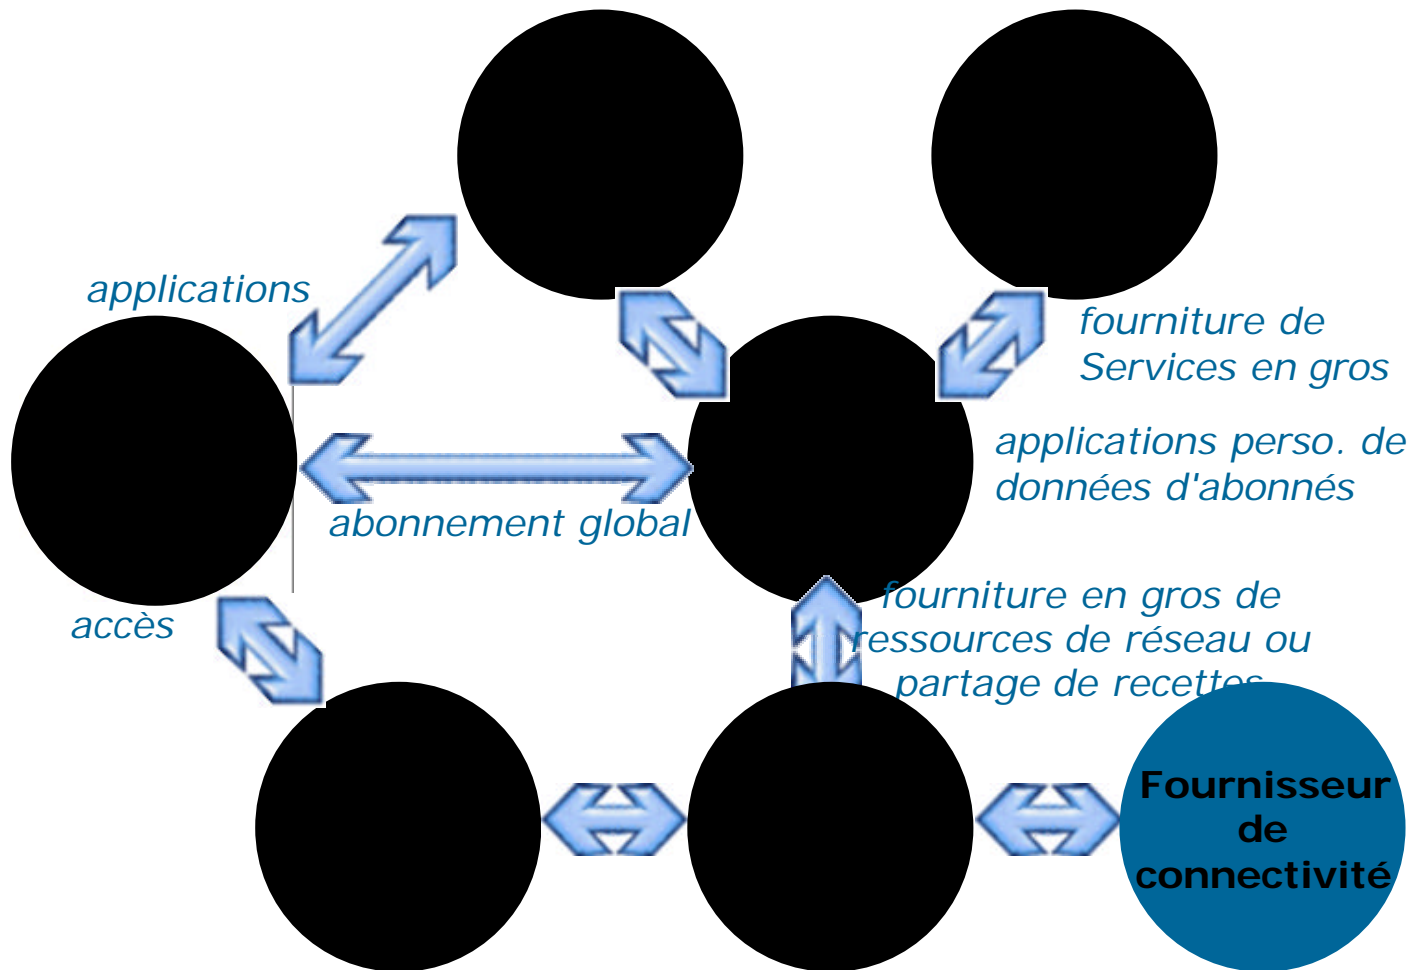 applications
fourniture de
Services en gros
applications perso. de
données d'abonnés
abonnement global
accès
fourniture en gros de
ressources de réseau ou
partage de recettes
Fournisseur
de
connectivité